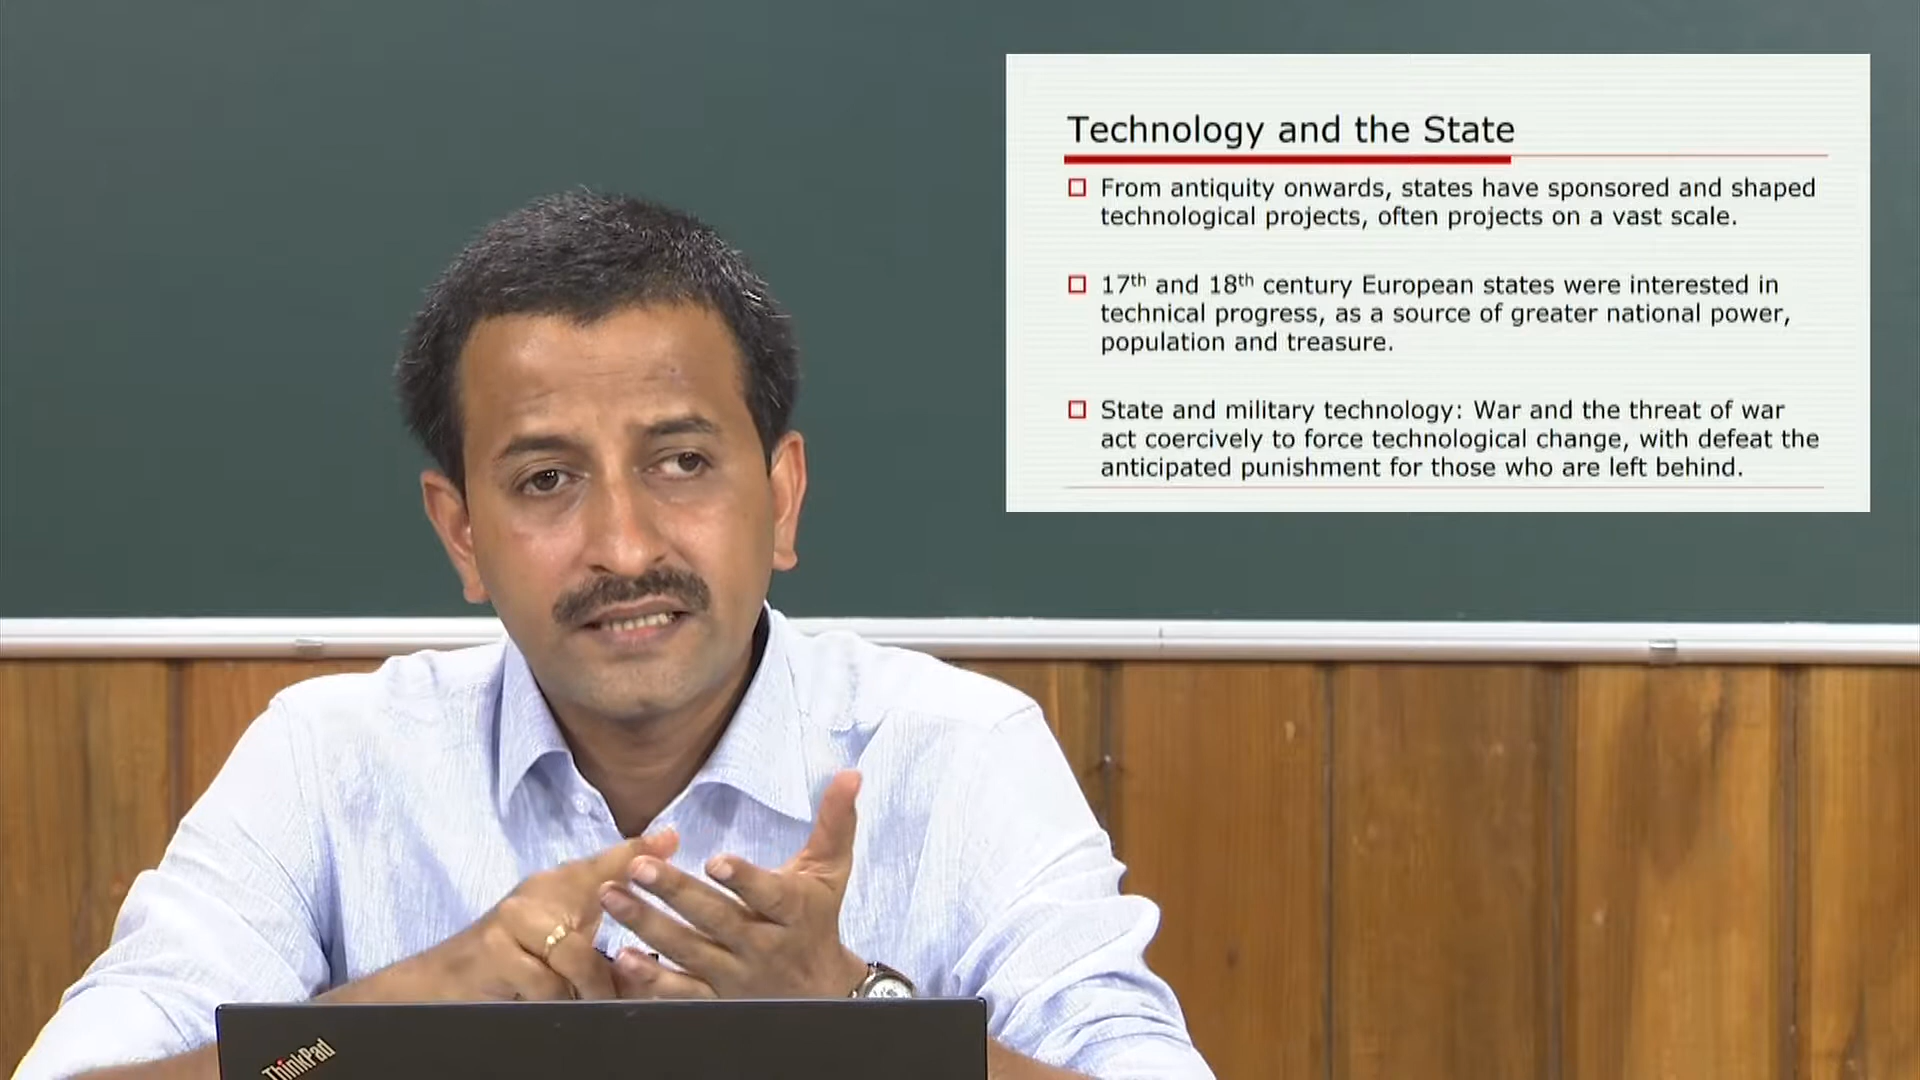 Technology and the State
From antiquity onwards, states have sponsored and shaped
technological projects, often projects on a vast scale.
17th and 18th century European states were interested in
technical progress, as a source of greater national power,
population and treasure.
State and military technology: War and the threat of war
act coercively to force technological change, with defeat the
anticipated punishment for those who are left behind.
ThinkPad